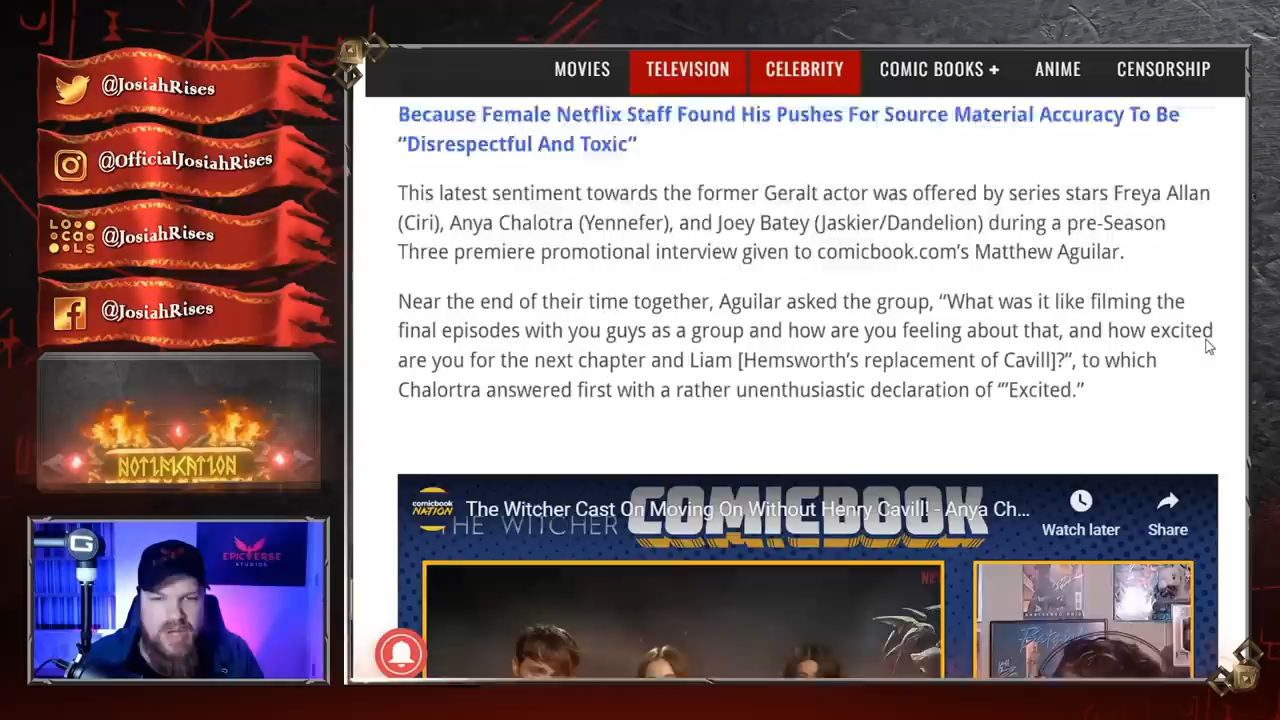 @JosiahRises
@OfficialJosiahRises
LO
CA
LS
@JosiahRises
@JosiahRises
NOTIFICATION
G
EPICVERSE
STUDIOS
MOVIES
TELEVISION
CELEBRITY
COMIC BOOKS +
ANIME
CENSORSHIP
Because Female Netflix Staff Found His Pushes For Source Material Accuracy To Be
“Disrespectful And Toxic”
This latest sentiment towards the former Geralt actor was offered by series stars Freya Allan
(Ciri), Anya Chalotra (Yennefer), and Joey Batey (Jaskier/Dandelion) during a pre-Season
Three premiere promotional interview given to comicbook.com’s Matthew Aguilar.
Near the end of their time together, Aguilar asked the group, “What was it like filming the
final episodes with you guys as a group and how are you feeling about that, and how excited
are you for the next chapter and Liam [Hemsworth’s replacement of Cavill]?”, to which
Chalortra answered first with a rather unenthusiastic declaration of “’Excited.”
comicbook
NATION
The Witcher Cast On Moving On Without Henry Cavill! - Anya Ch...
HE WITCHER
COMICBOOK
Watch later
Share
NE